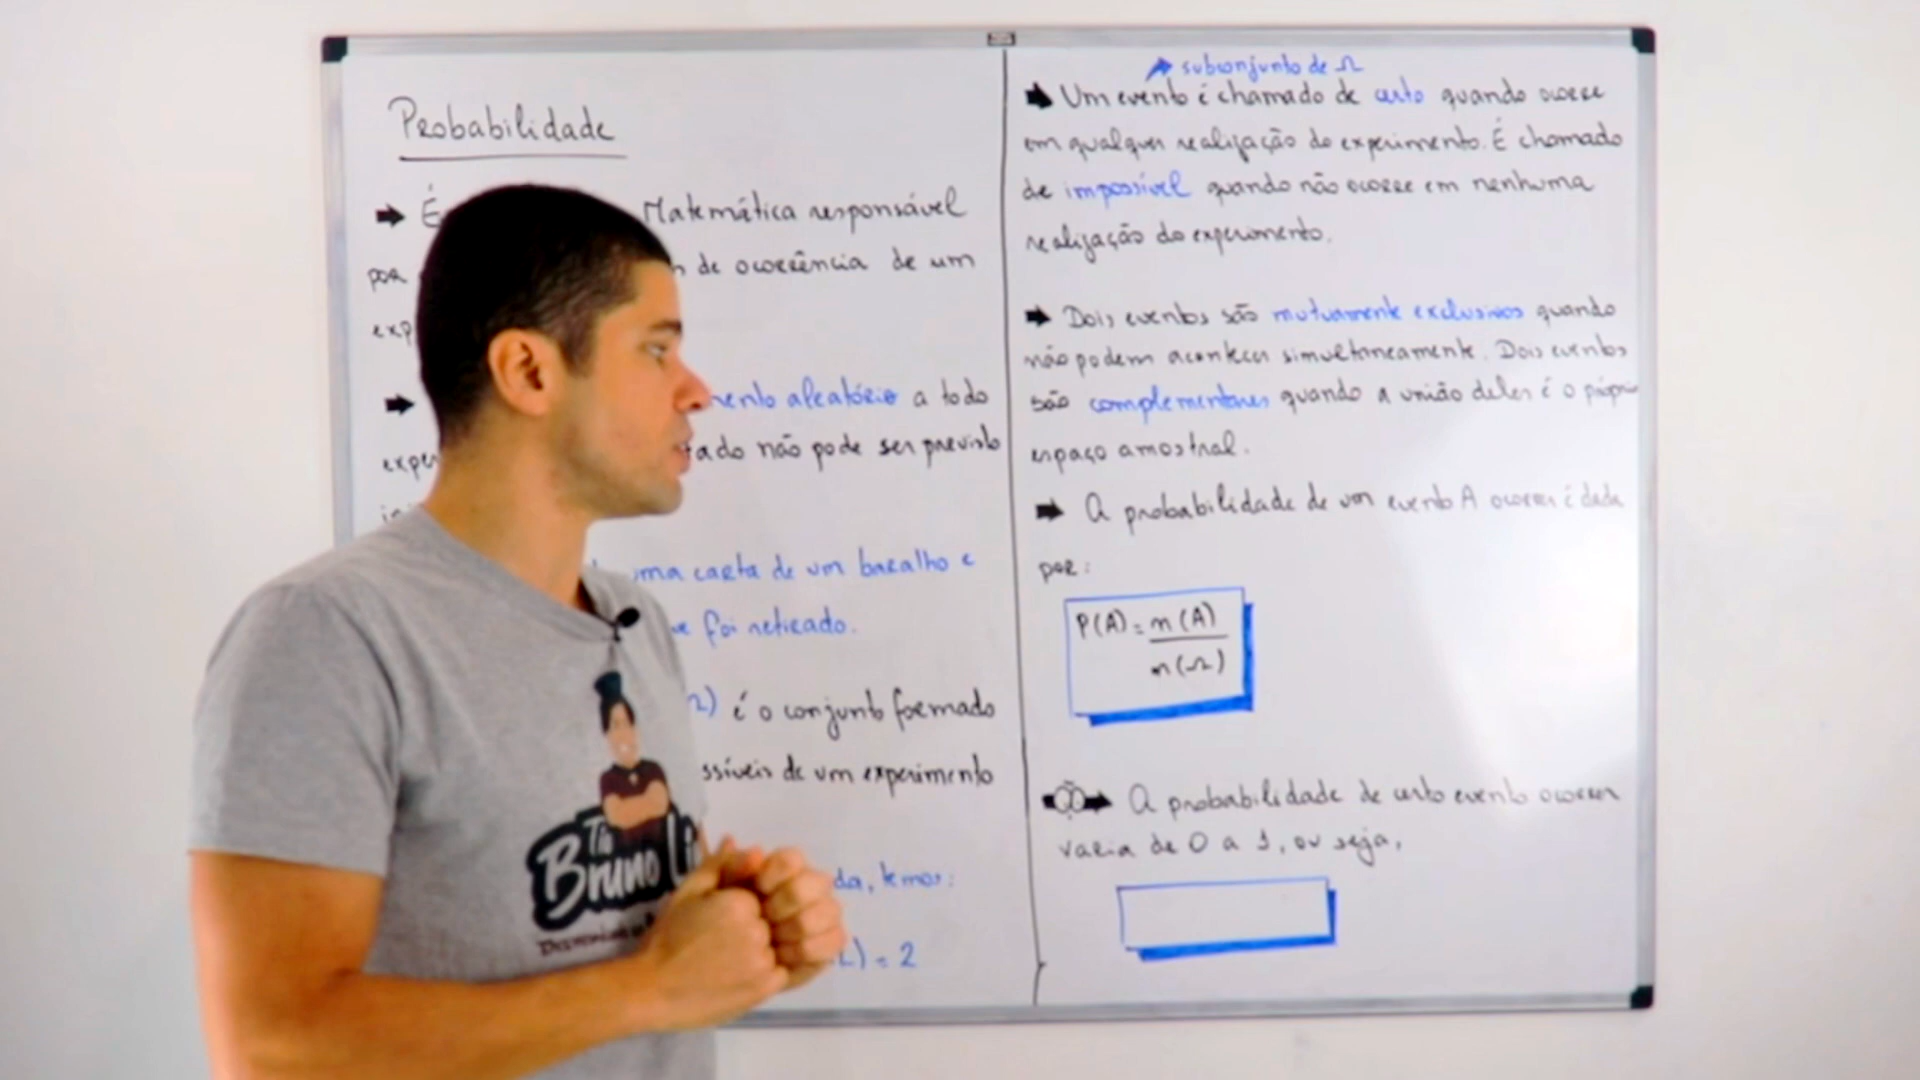 Probabilidade
É Matemática responsável
por de ocorrência de um
exp
mento aleatório a todo
exper tado não pode ser previsto
uma carta de um baralho e
foi retirado.
é o conjunto formado
ssíveis de um experimento
da, temos:
) = 2
subconjunto de Ω
Um evento é chamado de certo quando ocorre
em qualquer realização do experimento. É chamado
de impossível quando não ocorre em nenhuma
realização do experimento.
Dois eventos são mutuamente exclusivos quando
não podem acontecer simultaneamente. Dois eventos
são complementares quando a união deles é o próprio
espaço amostral.
A probabilidade de um evento A ocorrer é dada
por:
P(A) = n(A)
n(Ω)
A probabilidade de certo evento ocorrer
varia de 0 a 1, ou seja,
Tio
Bruno Li